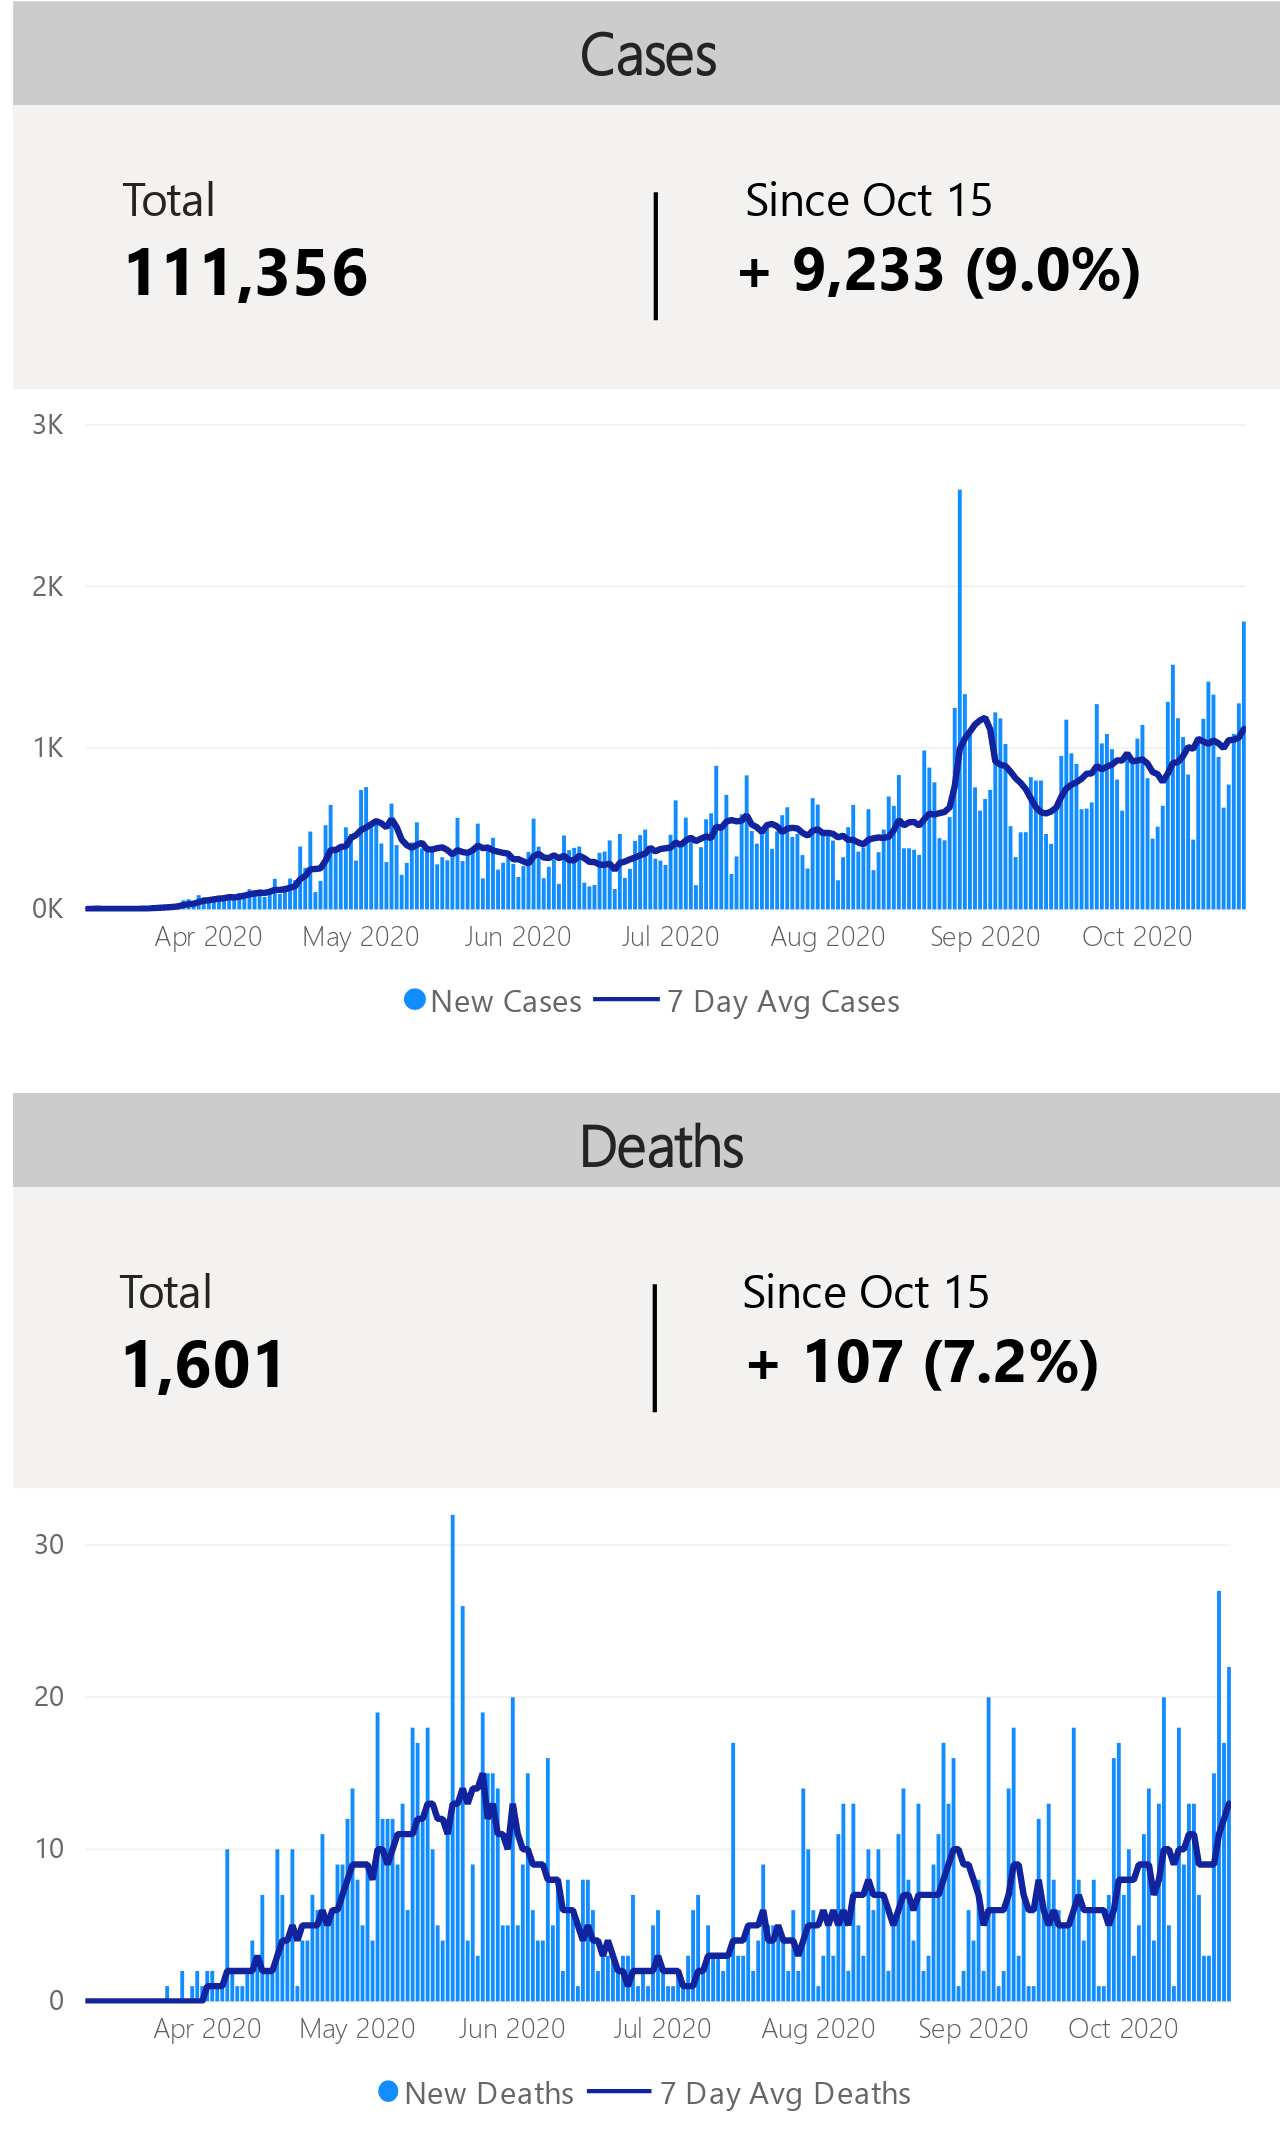 Cases
Total
Since Oct 15
111,356
+ 9,233 (9.0%)
3K
2K
1K
0K
Apr 2020 May 2020 Jun 2020 Jul 2020 Aug 2020 Sep 2020 Oct 2020
New Cases 7 Day Avg Cases
Deaths
Total
Since Oct 15
1,601
+ 107 (7.2%)
30
20
10
0
Apr 2020 May 2020 Jun 2020 Jul 2020 Aug 2020 Sep 2020 Oct 2020
New Deaths 7 Day Avg Deaths